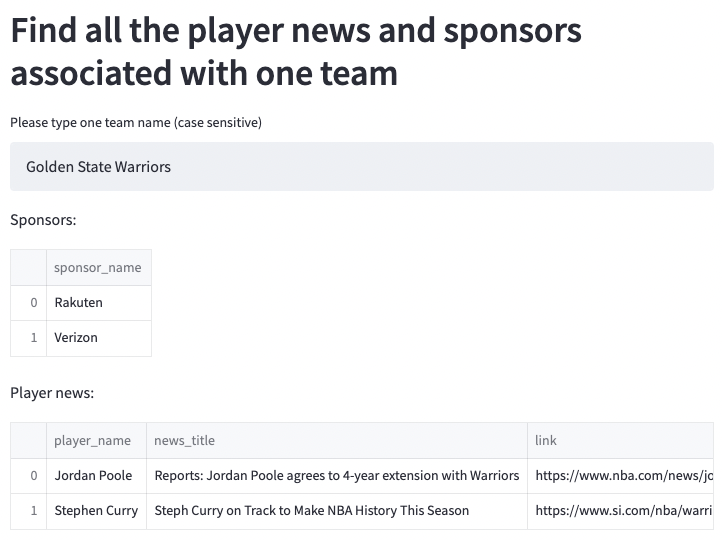 Find all the player news and sponsors
associated with one team
Please type one team name (case sensitive)
Golden State Warriors
Sponsors:
sponsor_name
0 Rakuten
1 Verizon
Player news:
player_name news_title link
0 Jordan Poole Reports: Jordan Poole agrees to 4-year extension with Warriors https://www.nba.com/news/jo
1 Stephen Curry Steph Curry on Track to Make NBA History This Season https://www.si.com/nba/warri